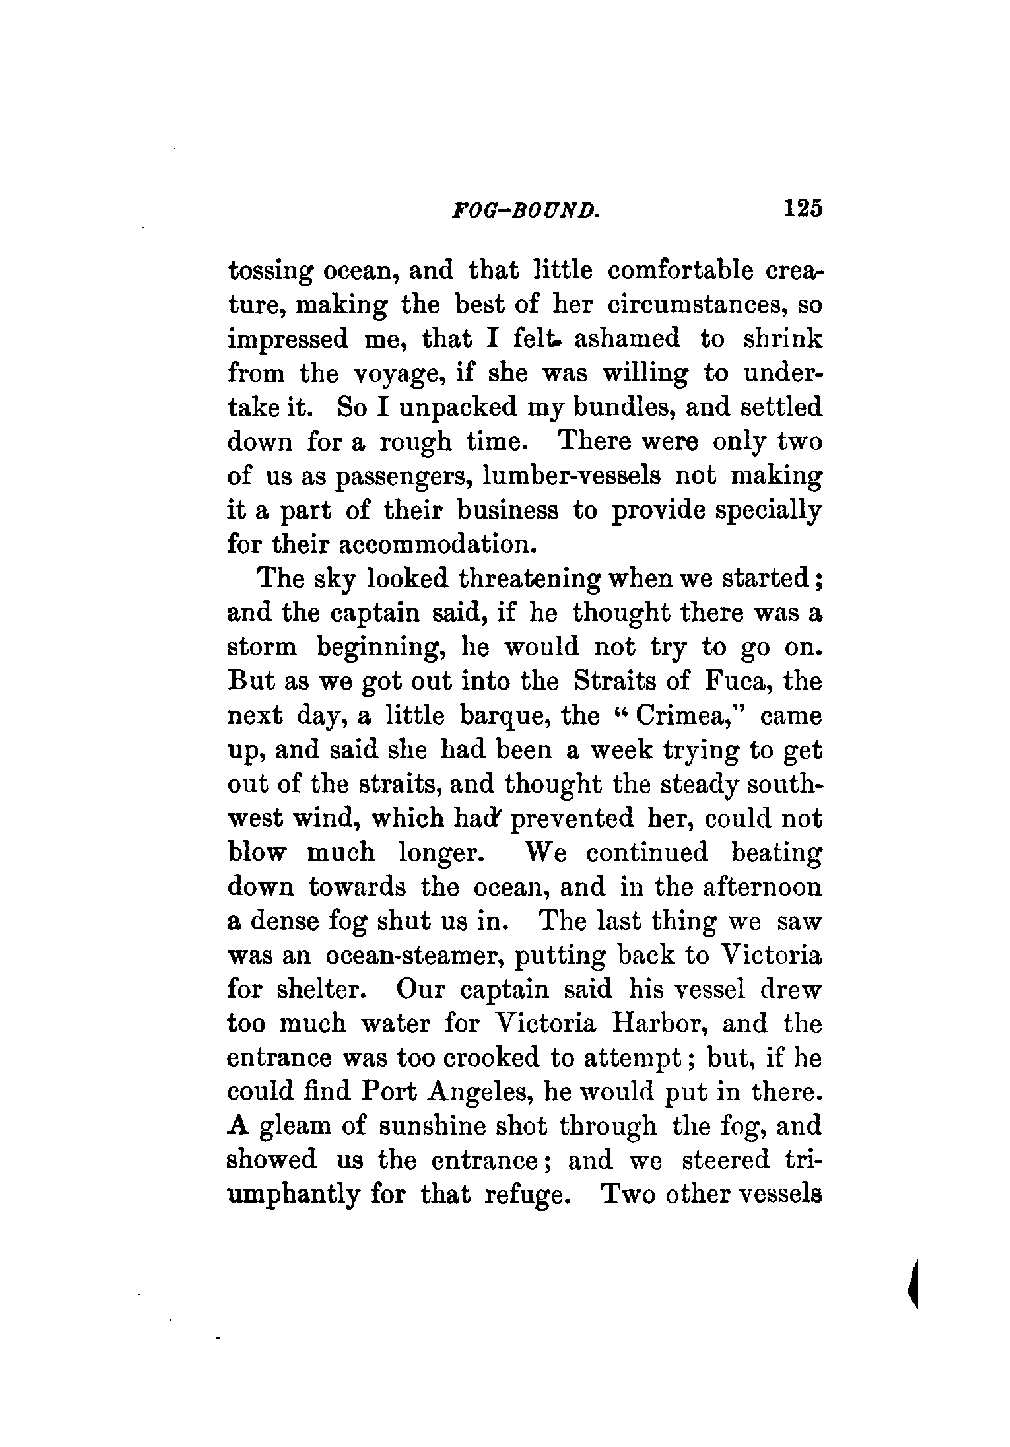 FOG-BOUND. 125
tossing ocean, and that little comfortable crea-
ture, making the best of her circumstances, so
impressed me, that I felt ashamed to shrink
from the voyage, if she was willing to under-
take it. So I unpacked my bundles, and settled
down for a rough time. There were only two
of us as passengers, lumber-vessels not making
it a part of their business to provide specially
for their accommodation.
The sky looked threatening when we started;
and the captain said, if he thought there was a
storm beginning, he would not try to go on.
But as we got out into the Straits of Fuca, the
next day, a little barque, the “Crimea,” came
up, and said she had been a week trying to get
out of the straits, and thought the steady south-
west wind, which had prevented her, could not
blow much longer. We continued beating
down towards the ocean, and in the afternoon
a dense fog shut us in. The last thing we saw
was an ocean-steamer, putting back to Victoria
for shelter. Our captain said his vessel drew
too much water for Victoria Harbor, and the
entrance was too crooked to attempt; but, if he
could find Port Angeles, he would put in there.
A gleam of sunshine shot through the fog, and
showed us the entrance; and we steered tri-
umphantly for that refuge. Two other vessels